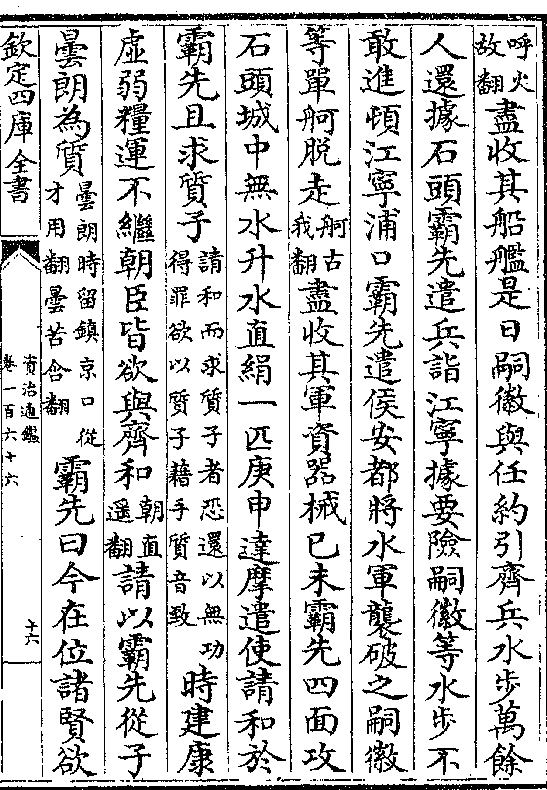 呼火故翻盡收其船艦是日嗣徽與任約引齊兵水步萬餘
人還據石頭霸先遣兵詣江寧據要險嗣徽等水步不
敢進頓江寧浦口霸先遣侯安都將水軍襲破之嗣徽
等單舸脫走舸古我翻盡收其軍資器械己未霸先四面攻
石頭城中無水升水直絹一匹庚申達摩遣使請和於
霸先且求質子請和而求質子者恐還以無功得罪欲以質子藉手質音致時建康
虛弱糧運不繼朝臣皆欲與齊和朝直遥翻請以霸先從子
曇朗為質曇朗時留鎮京口從才用翻曇苦含翻霸先曰今在位諸賢欲
欽定四庫全書
資治通鑑
卷一百六十六
十六